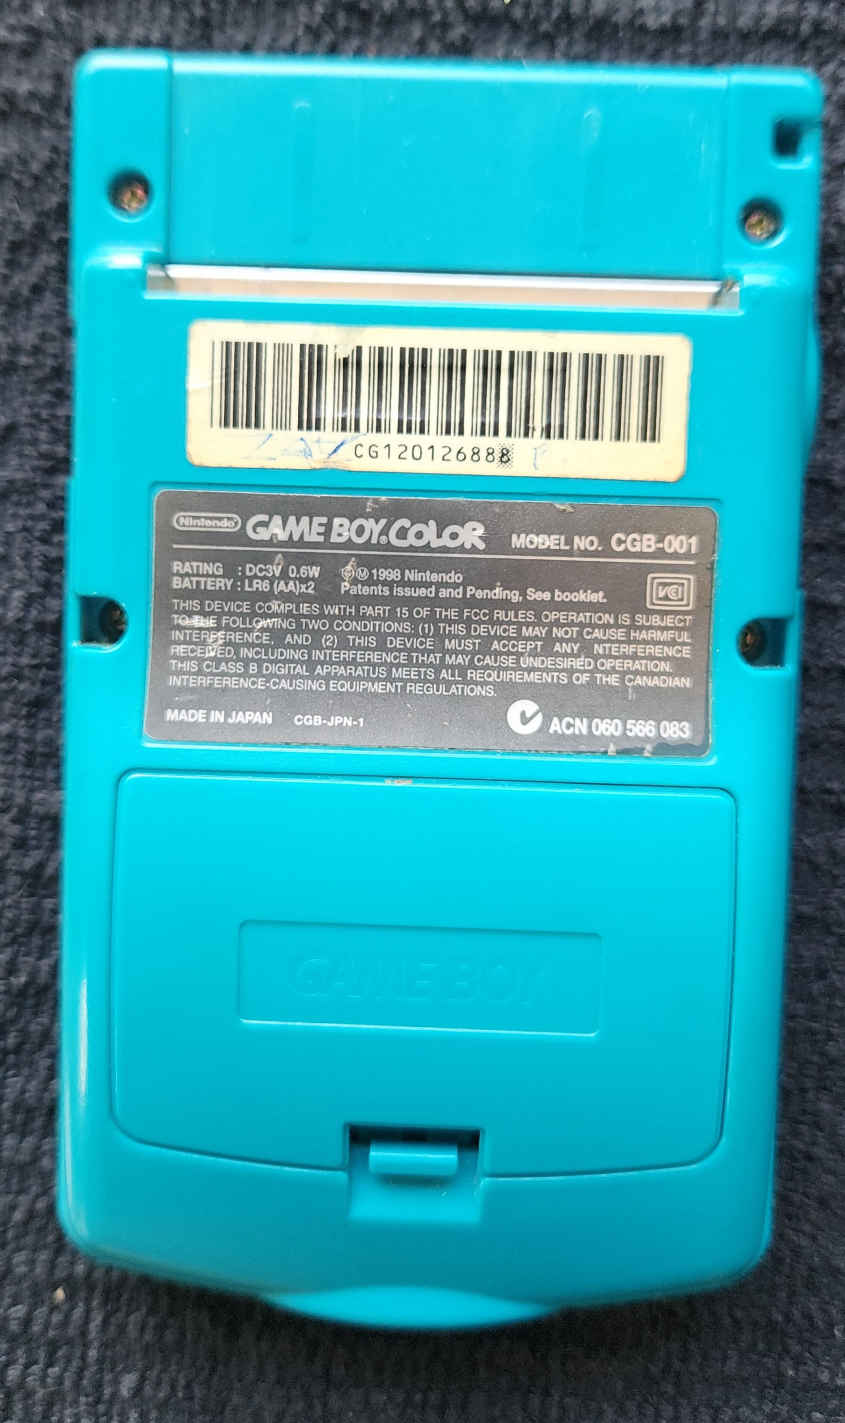 CG120126888
Nintendo GAME BOY COLOR MODEL NO. CGB-001
RATING : DC3V 0.6W
BATTERY : LR6 (AA)x2
©Ⓜ 1998 Nintendo
Patents issued and Pending, See booklet.
VCI
THIS DEVICE COMPLIES WITH PART 15 OF THE FCC RULES. OPERATION IS SUBJECT
TO THE FOLLOWING TWO CONDITIONS: (1) THIS DEVICE MAY NOT CAUSE HARMFUL
INTERFERENCE, AND (2) THIS DEVICE MUST ACCEPT ANY NTERFERENCE
RECEIVED, INCLUDING INTERFERENCE THAT MAY CAUSE UNDESIRED OPERATION.
THIS CLASS B DIGITAL APPARATUS MEETS ALL REQUIREMENTS OF THE CANADIAN
INTERFERENCE-CAUSING EQUIPMENT REGULATIONS.
MADE IN JAPAN CGB-JPN-1 ACN 060 566 083
GAME BOY